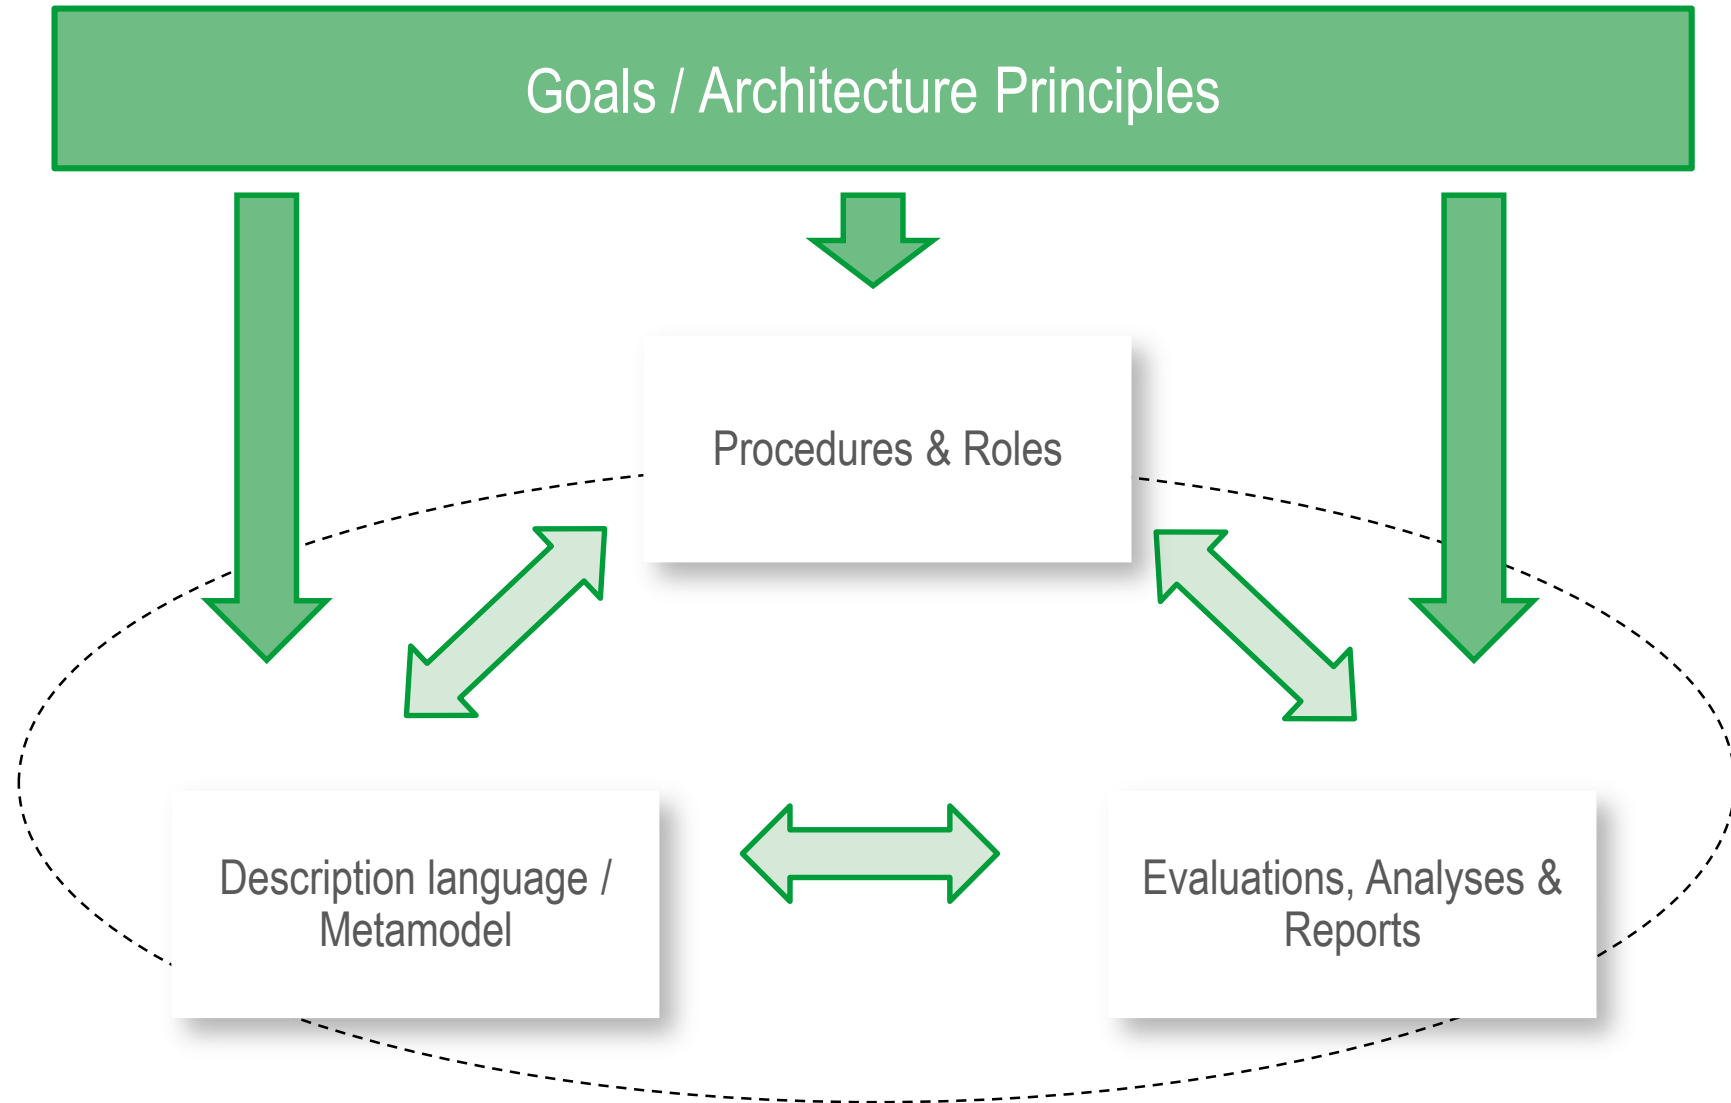 Goals / Architecture Principles
Procedures & Roles
Description language /
Metamodel
Evaluations, Analyses &
Reports